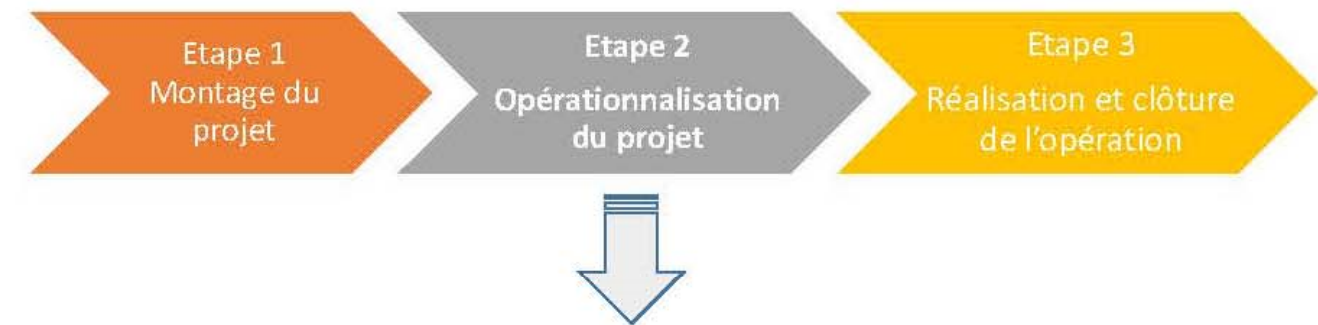 Etape 1
Montage du
projet
Etape 2
Opérationnalisation
du projet
Etape 3
Réalisation et clôture
de l'opération